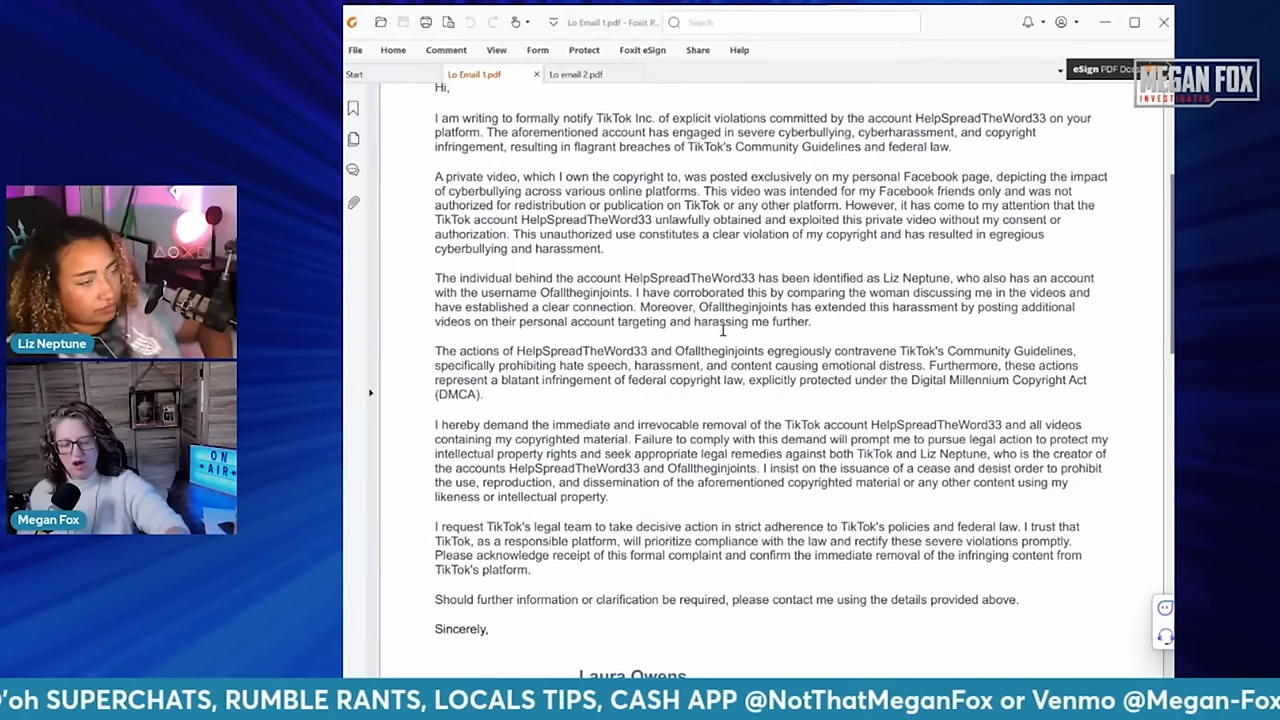 Lo Email 1.pdf - Foxit P...
Search
File Home Comment View Form Protect Foxit eSign Share Help
Start
Lo Email 1.pdf
Lo email 2.pdf
eSign PDF
MEGAN FOX
INVESTIGATES
Hi,
I am writing to formally notify TikTok Inc. of explicit violations committed by the account HelpSpreadTheWord33 on your
platform. The aforementioned account has engaged in severe cyberbullying, cyberharassment, and copyright
infringement, resulting in flagrant breaches of TikTok's Community Guidelines and federal law.
A private video, which I own the copyright to, was posted exclusively on my personal Facebook page, depicting the impact
of cyberbullying across various online platforms. This video was intended for my Facebook friends only and was not
authorized for redistribution or publication on TikTok or any other platform. However, it has come to my attention that the
TikTok account HelpSpreadTheWord33 unlawfully obtained and exploited this private video without my consent or
authorization. This unauthorized use constitutes a clear violation of my copyright and has resulted in egregious
cyberbullying and harassment.
The individual behind the account HelpSpreadTheWord33 has been identified as Liz Neptune, who also has an account
with the username Ofalltheginjoints. I have corroborated this by comparing the woman discussing me in the videos and
have established a clear connection. Moreover, Ofalltheginjoints has extended this harassment by posting additional
videos on their personal account targeting and harassing me further.
The actions of HelpSpreadTheWord33 and Ofalltheginjoints egregiously contravene TikTok's Community Guidelines,
specifically prohibiting hate speech, harassment, and content causing emotional distress. Furthermore, these actions
represent a blatant infringement of federal copyright law, explicitly protected under the Digital Millennium Copyright Act
(DMCA).
I hereby demand the immediate and irrevocable removal of the TikTok account HelpSpreadTheWord33 and all videos
containing my copyrighted material. Failure to comply with this demand will prompt me to pursue legal action to protect my
intellectual property rights and seek appropriate legal remedies against both TikTok and Liz Neptune, who is the creator of
the accounts HelpSpreadTheWord33 and Ofalltheginjoints. I insist on the issuance of a cease and desist order to prohibit
the use, reproduction, and dissemination of the aforementioned copyrighted material or any other content using my
likeness or intellectual property.
I request TikTok's legal team to take decisive action in strict adherence to TikTok's policies and federal law. I trust that
TikTok, as a responsible platform, will prioritize compliance with the law and rectify these severe violations promptly.
Please acknowledge receipt of this formal complaint and confirm the immediate removal of the infringing content from
TikTok's platform.
Should further information or clarification be required, please contact me using the details provided above.
Sincerely,
Laura Owens
Liz Neptune
ON
AIR
Megan Fox
D'oh SUPERCHATS, RUMBLE RANTS, LOCALS TIPS, CASH APP @NotThatMeganFox or Venmo @Megan-Fox